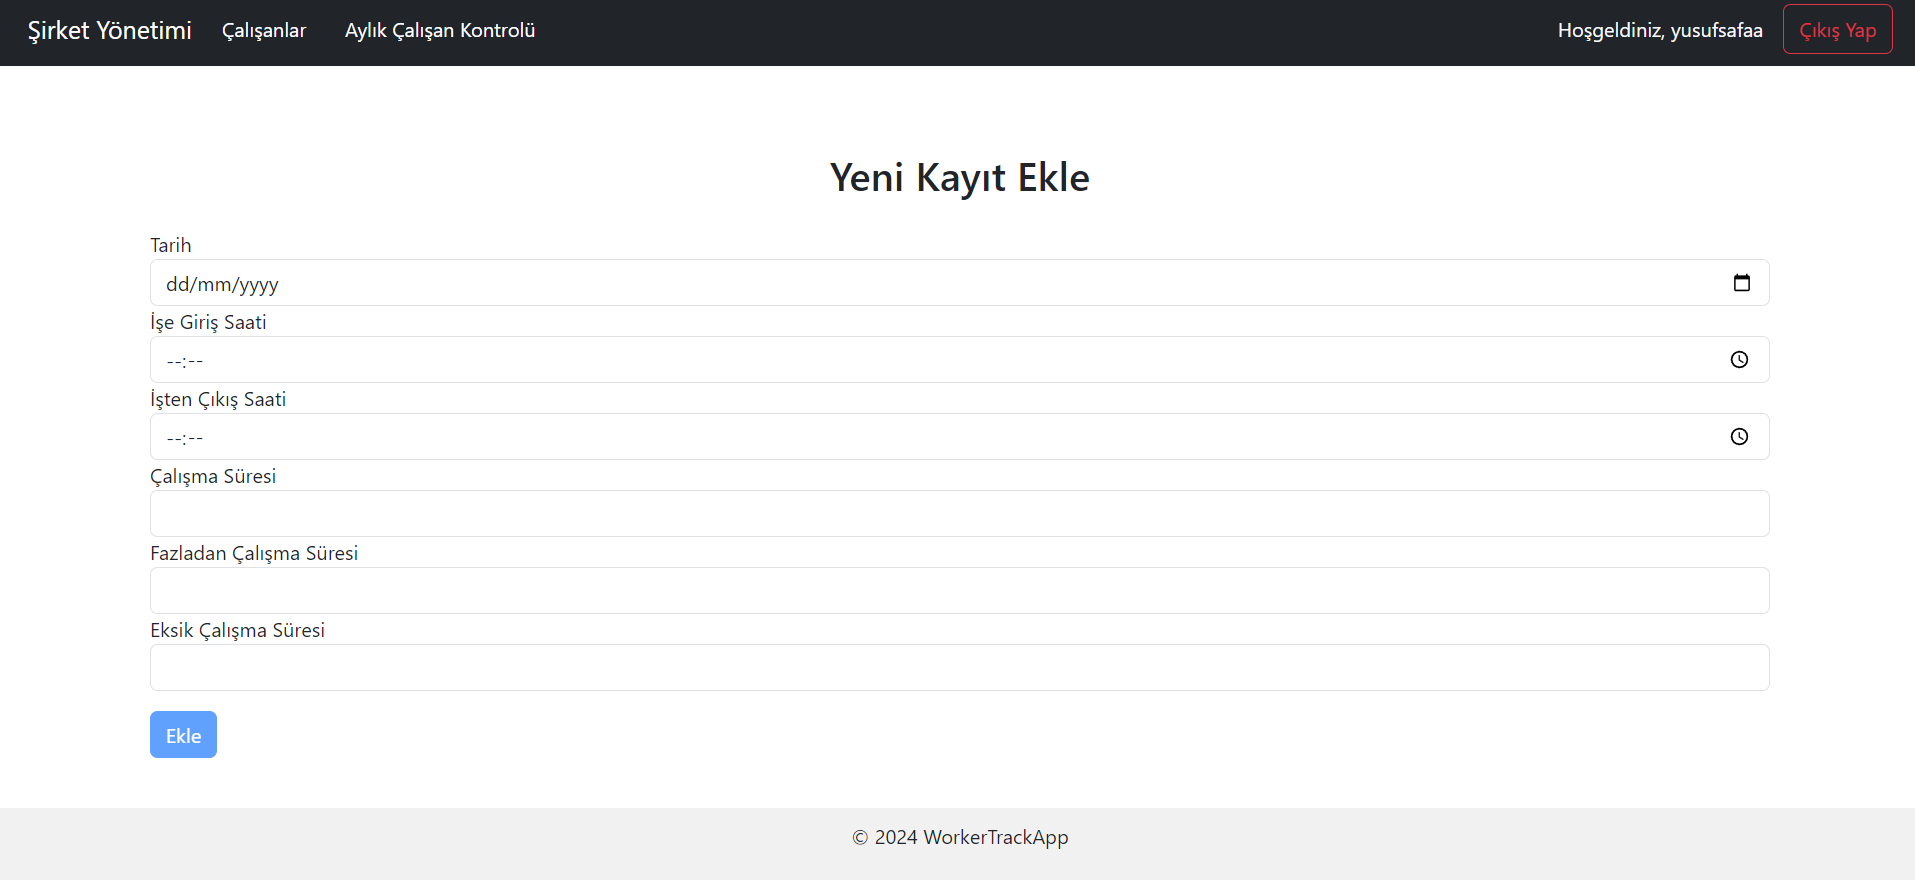 Şirket Yönetimi Çalışanlar Aylık Çalışan Kontrolü Hoşgeldiniz, yusufsafaa Çıkış Yap
Yeni Kayıt Ekle
Tarih
dd/mm/yyyy
İşe Giriş Saati
--:--
İşten Çıkış Saati
--:--
Çalışma Süresi
Fazladan Çalışma Süresi
Eksik Çalışma Süresi
Ekle
© 2024 WorkerTrackApp